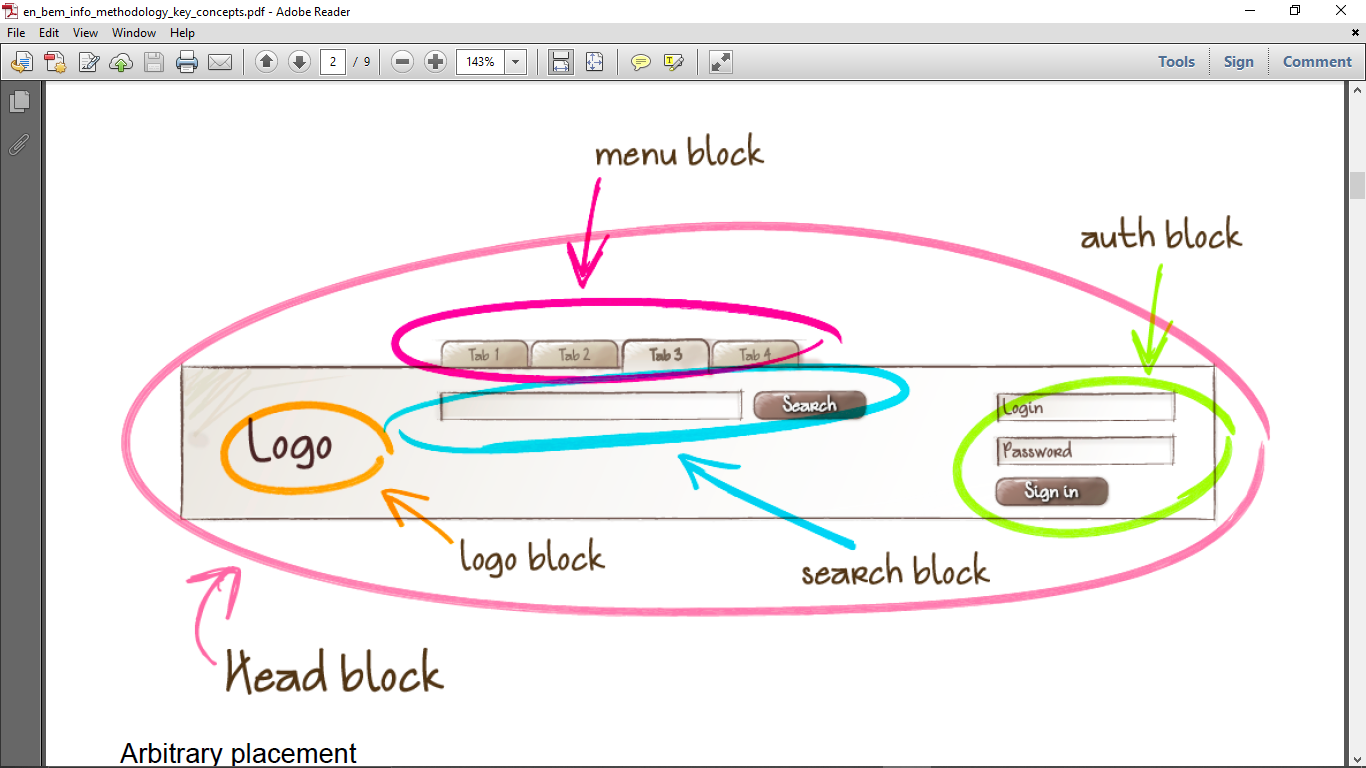 en_bem_info_methodology_key_concepts.pdf - Adobe Reader
File Edit View Window Help
2 / 9 143% Tools Sign Comment
menu block
auth block
Tab 1 Tab 2 Tab 3 Tab 4
Search
Login
Logo
Password
Sign in
logo block
search block
Head block
Arbitrary placement